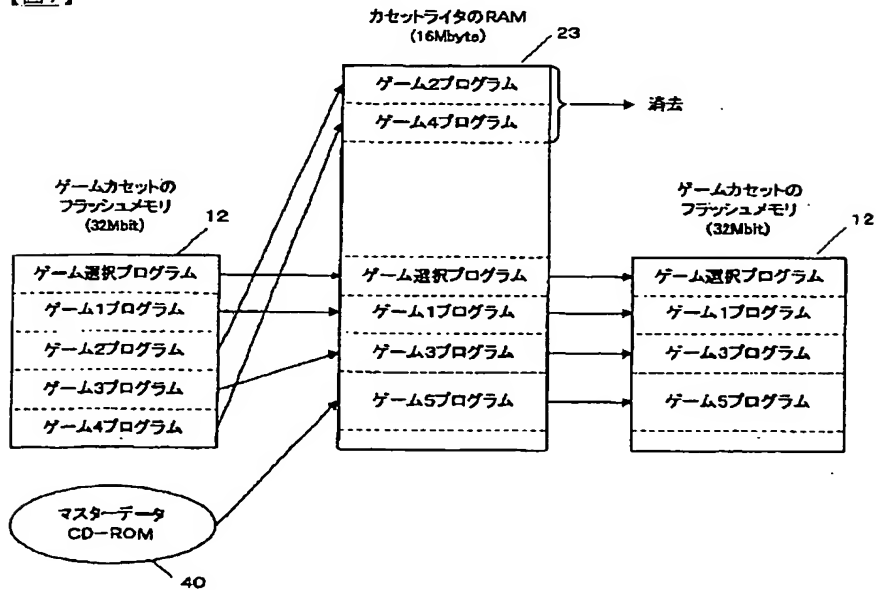 カセットライタのRAM
(16Mbyte)
23
ゲーム2プログラム
ゲーム4プログラム
消去
ゲームカセットの
フラッシュメモリ
(32Mbit)
12
ゲーム選択プログラム
ゲーム1プログラム
ゲーム2プログラム
ゲーム3プログラム
ゲーム4プログラム
ゲーム選択プログラム
ゲーム1プログラム
ゲーム3プログラム
ゲーム5プログラム
ゲームカセットの
フラッシュメモリ
(32Mbit)
12
ゲーム選択プログラム
ゲーム1プログラム
ゲーム3プログラム
ゲーム5プログラム
マスターデータ
CD-ROM
40